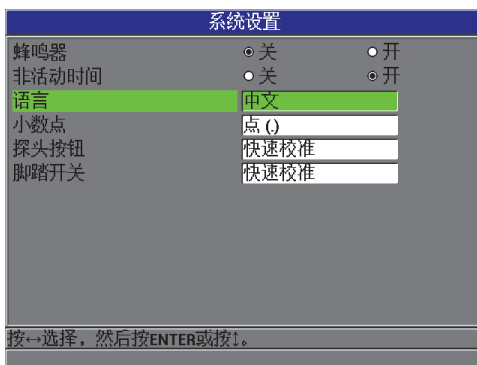 系统设置
蜂鸣器 关 开
非活动时间 关 开
语言 中文
小数点 点 (.)
探头按钮 快速校准
脚踏开关 快速校准
按↔选择，然后按ENTER或按↕。